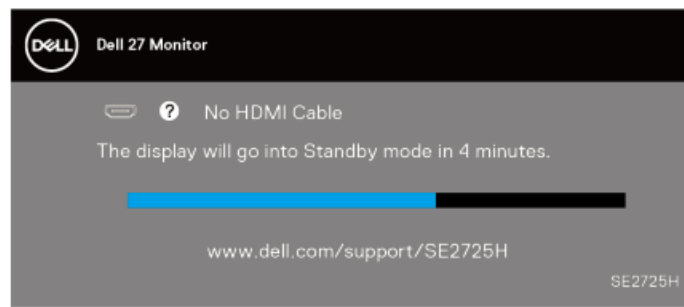 DELL
Dell 27 Monitor
? No HDMI Cable
The display will go into Standby mode in 4 minutes.
www.dell.com/support/SE2725H
SE2725H